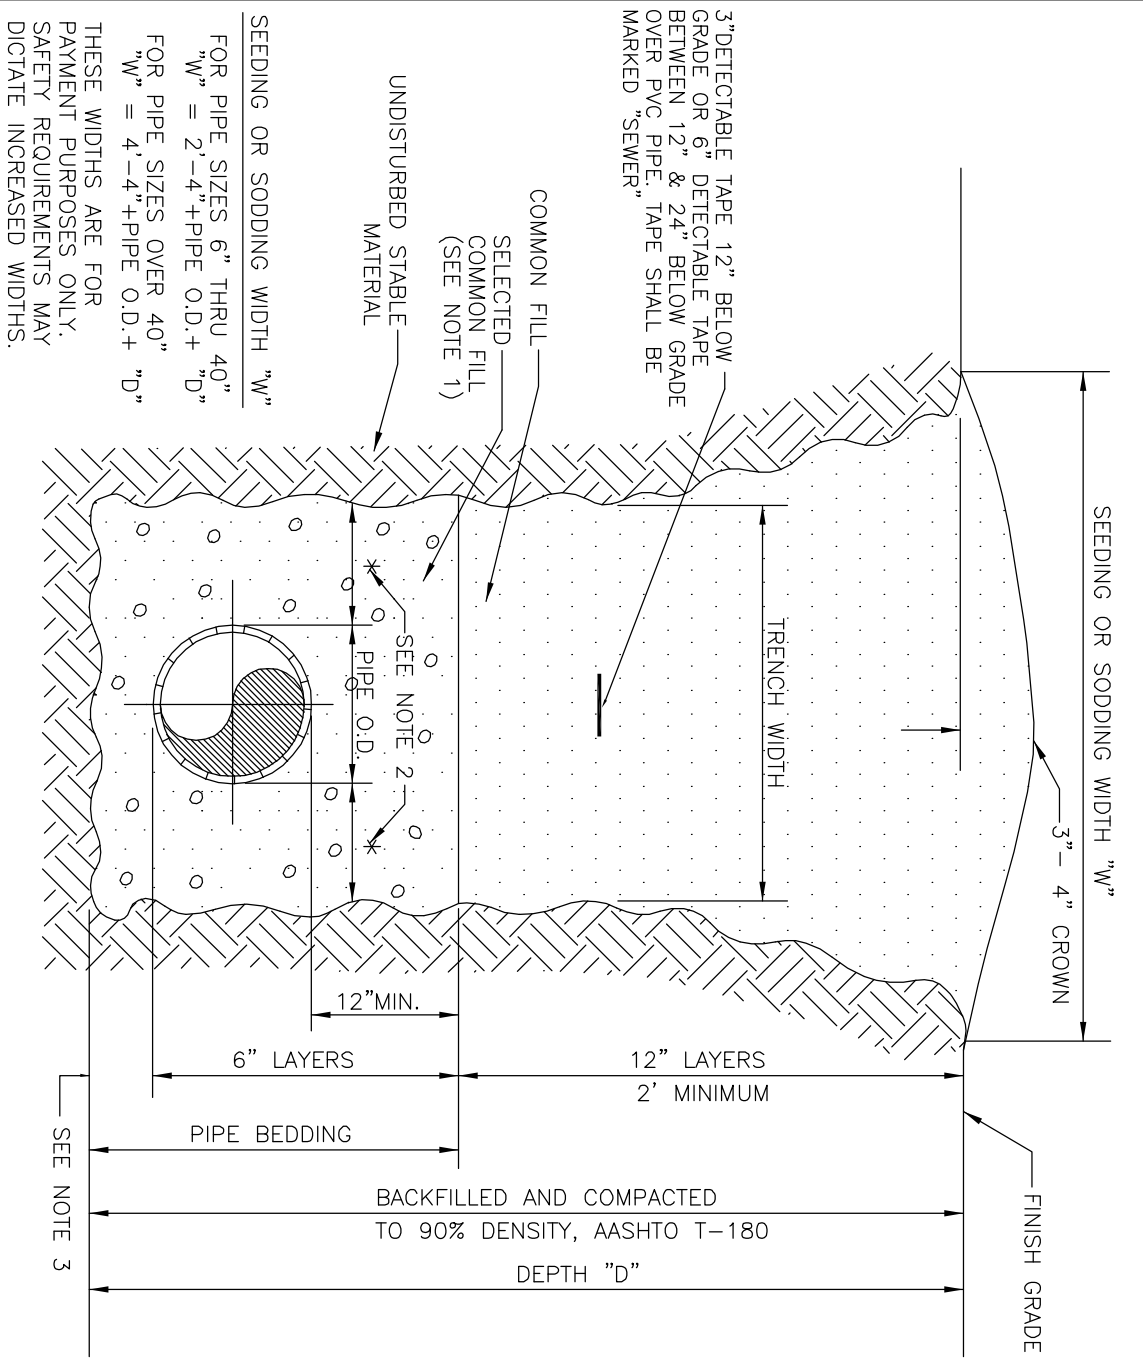 SEEDING OR SODDING WIDTH "W"
3"- 4" CROWN
FINISH GRADE
3"DETECTABLE TAPE 12" BELOW
GRADE OR 6" DETECTABLE TAPE
BETWEEN 12" & 24" BELOW GRADE
OVER PVC PIPE. TAPE SHALL BE
MARKED "SEWER"
TRENCH WIDTH
COMMON FILL
SELECTED
COMMON FILL
(SEE NOTE 1)
UNDISTURBED STABLE
MATERIAL
SEE NOTE 2
PIPE O.D.
12"MIN.
6" LAYERS
12" LAYERS
2' MINIMUM
PIPE BEDDING
BACKFILLED AND COMPACTED
TO 90% DENSITY, AASHTO T-180
DEPTH "D"
SEE NOTE 3
SEEDING OR SODDING WIDTH "W"
FOR PIPE SIZES 6" THRU 40"
"W" = 2'-4"+PIPE O.D.+ "D"
FOR PIPE SIZES OVER 40"
"W" = 4'-4"+PIPE O.D.+ "D"
THESE WIDTHS ARE FOR
PAYMENT PURPOSES ONLY.
SAFETY REQUIREMENTS MAY
DICTATE INCREASED WIDTHS.